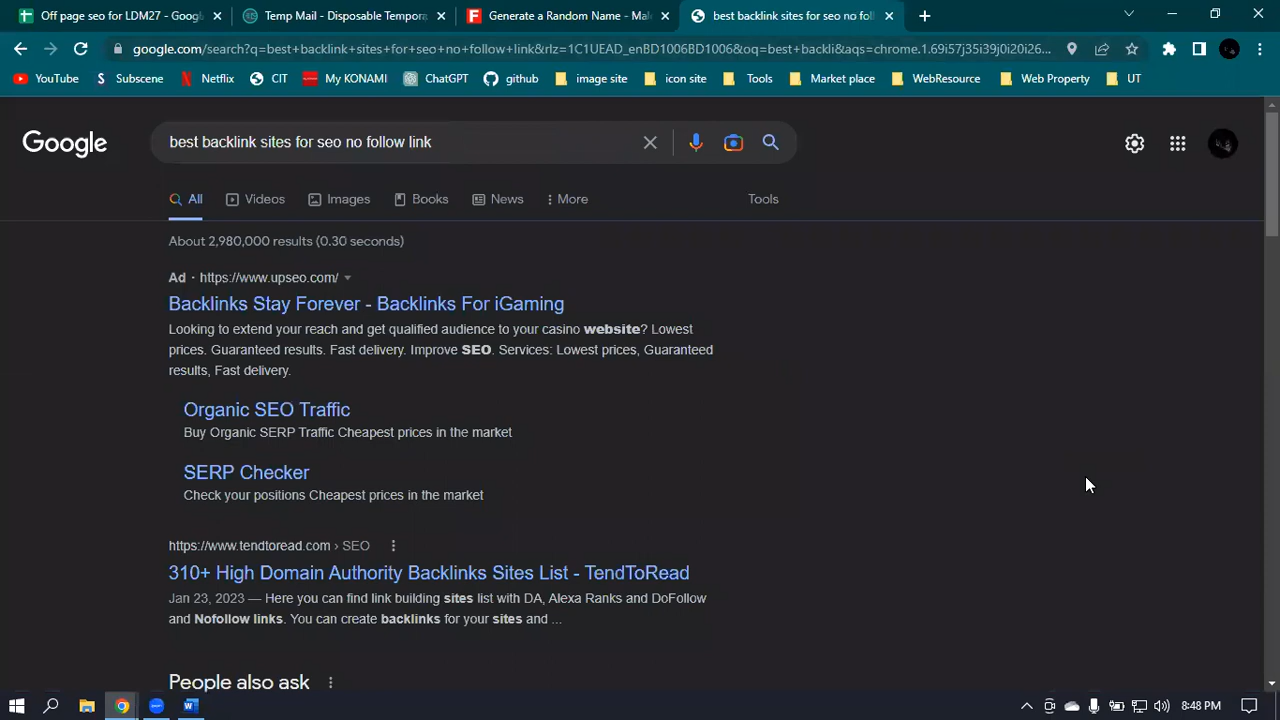 Off page seo for LDM27 - Googl
Temp Mail - Disposable Tempora
Generate a Random Name - Mak
best backlink sites for seo no foll
google.com/search?q=best+backlink+sites+for+seo+no+follow+link&rlz=1C1UEAD_enBD1006BD1006&oq=best+backli&aqs=chrome.1.69i57j35i39j0i20i26...
YouTube
Subscene
Netflix
CIT
My KONAMI
ChatGPT
github
image site
icon site
Tools
Market place
WebResource
Web Property
UT
Google
best backlink sites for seo no follow link
All
Videos
Images
Books
News
More
Tools
About 2,980,000 results (0.30 seconds)
Ad · https://www.upseo.com/
Backlinks Stay Forever - Backlinks For iGaming
Looking to extend your reach and get qualified audience to your casino website? Lowest
prices. Guaranteed results. Fast delivery. Improve SEO. Services: Lowest prices, Guaranteed
results, Fast delivery.
Organic SEO Traffic
Buy Organic SERP Traffic Cheapest prices in the market
SERP Checker
Check your positions Cheapest prices in the market
https://www.tendtoread.com › SEO
310+ High Domain Authority Backlinks Sites List - TendToRead
Jan 23, 2023 — Here you can find link building sites list with DA, Alexa Ranks and DoFollow
and Nofollow links. You can create backlinks for your sites and ...
People also ask
8:48 PM